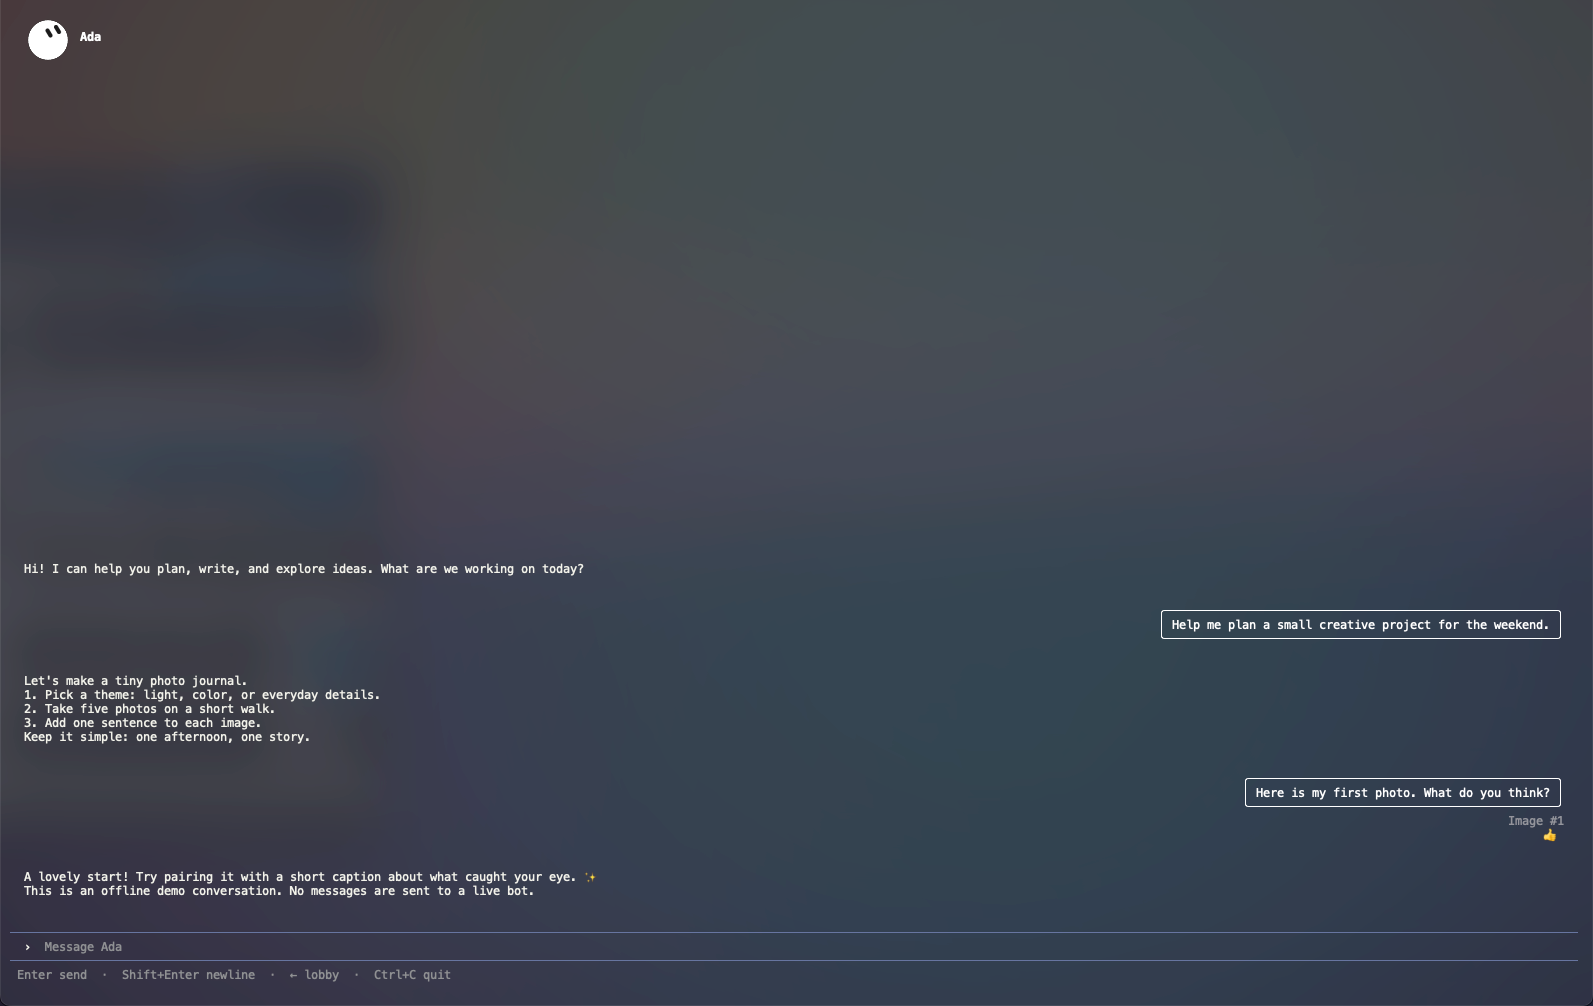 Ada
Hi! I can help you plan, write, and explore ideas. What are we working on today?
Help me plan a small creative project for the weekend.
Let's make a tiny photo journal.
1. Pick a theme: light, color, or everyday details.
2. Take five photos on a short walk.
3. Add one sentence to each image.
Keep it simple: one afternoon, one story.
Here is my first photo. What do you think?
Image #1
👍
A lovely start! Try pairing it with a short caption about what caught your eye. ✨
This is an offline demo conversation. No messages are sent to a live bot.
› Message Ada
Enter send · Shift+Enter newline · ← lobby · Ctrl+C quit